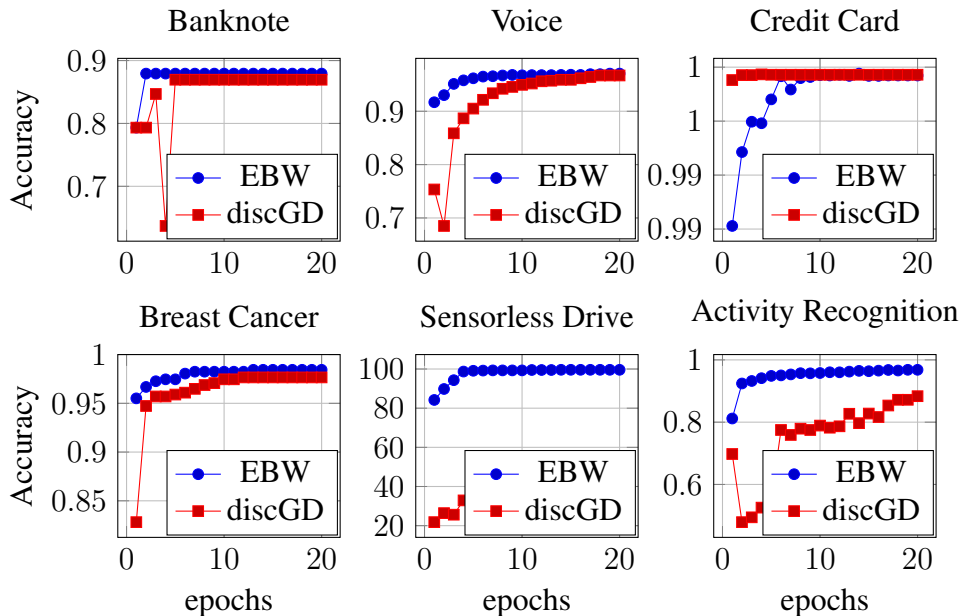 Banknote
Voice
Credit Card
Accuracy
0.9
0.8
0.7
0 10 20
EBW
discGD
0.9
0.8
0.7
0 10 20
EBW
discGD
1
1
0.99
0.99
0 10 20
EBW
discGD
Breast Cancer
Sensorless Drive
Activity Recognition
Accuracy
1
0.95
0.9
0.85
0 10 20
epochs
EBW
discGD
100
80
60
40
20
0 10 20
epochs
EBW
discGD
1
0.8
0.6
0 10 20
epochs
EBW
discGD